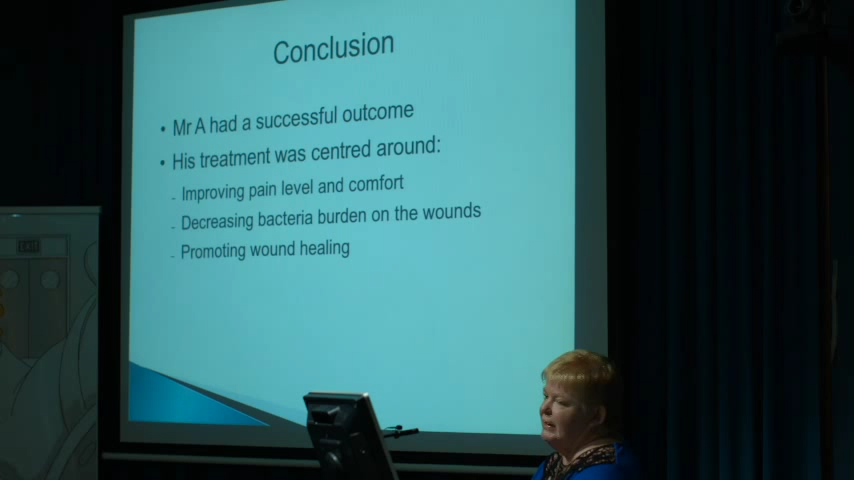 Conclusion
• Mr A had a successful outcome
• His treatment was centred around:
- Improving pain level and comfort
- Decreasing bacteria burden on the wounds
- Promoting wound healing
EXIT